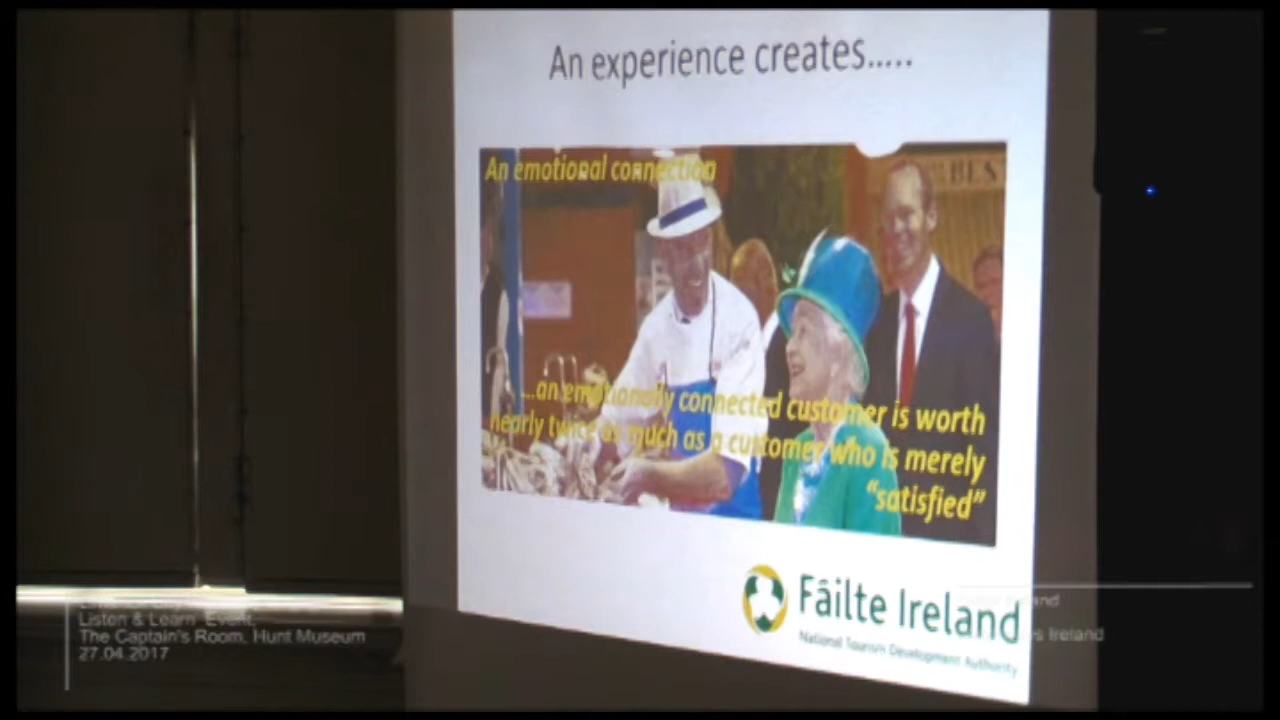 An experience creates.....
An emotional connection
...an emotionally connected customer is worth
nearly twice as much as a customer who is merely
“satisfied”
BES
Fáilte Ireland
National Tourism Development Authority
Listen & Learn Event,
The Captain's Room, Hunt Museum
27.04.2017
Ireland